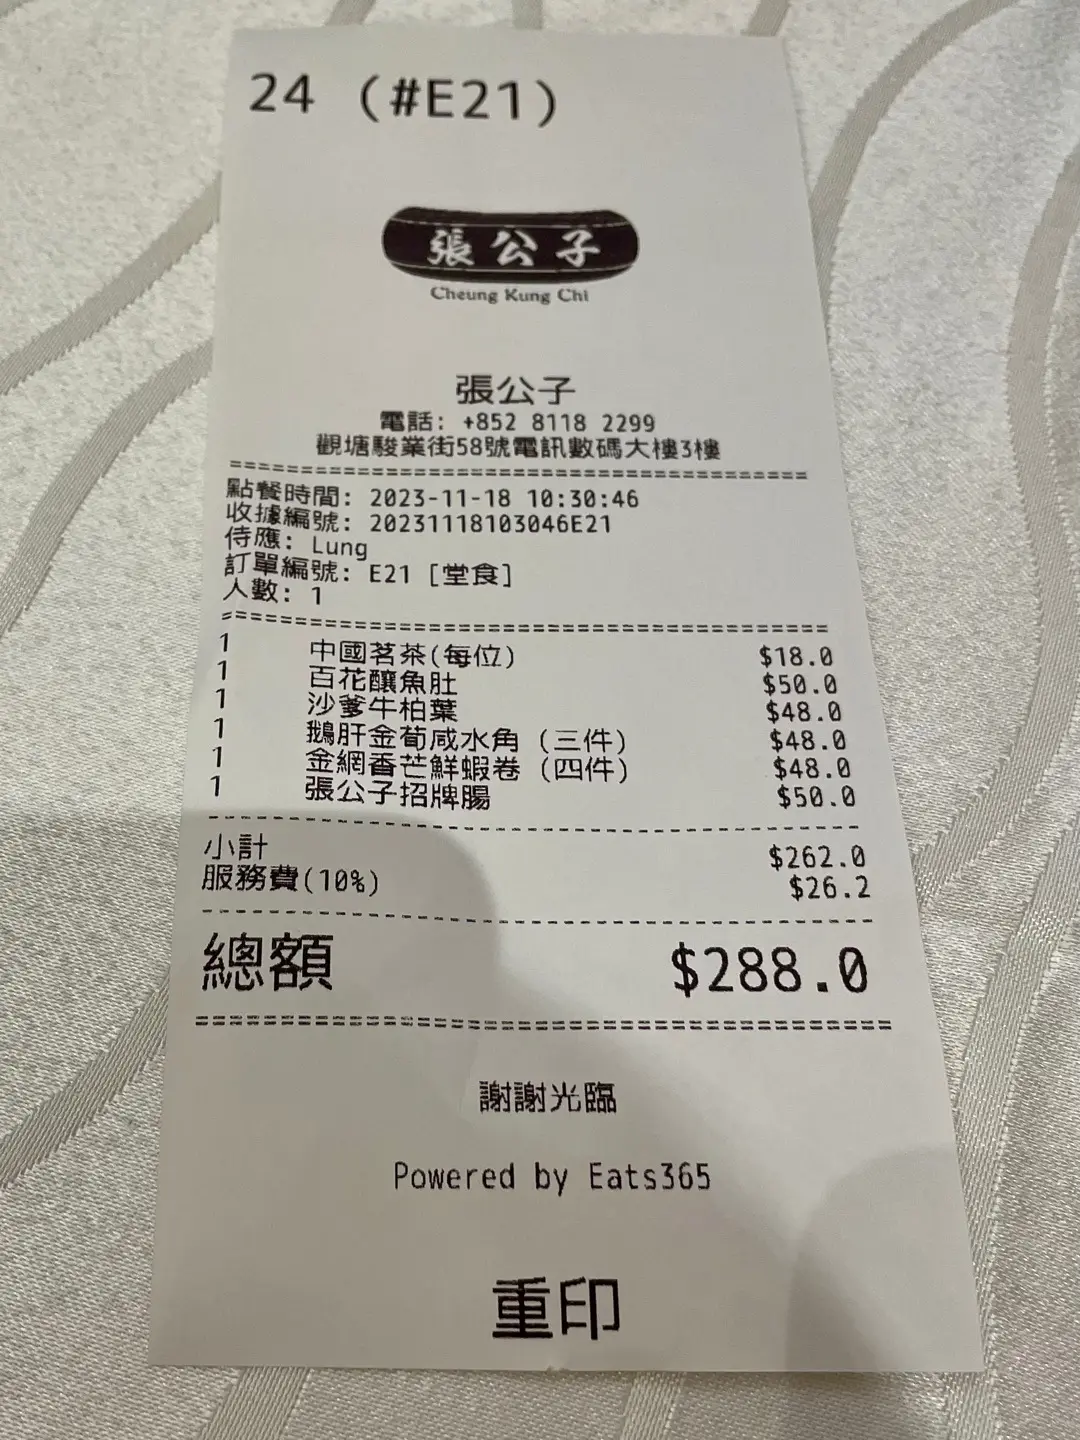 24 (#E21)
張公子
Cheung Kung Chi
張公子
電話: +852 8118 2299
觀塘駿業街58號電訊數碼大樓3樓
點餐時間: 2023-11-18 10:30:46
收據編號: 20231118103046E21
侍應: Lung
訂單編號: E21 [堂食]
人數: 1
1 中國茗茶(每位) $18.0
1 百花釀魚肚 $50.0
1 沙爹牛柏葉 $48.0
1 鵝肝金荀咸水角 (三件) $48.0
1 金網香芒鮮蝦卷 (四件) $48.0
1 張公子招牌腸 $50.0
小計 $262.0
服務費(10%) $26.2
總額 $288.0
謝謝光臨
Powered by Eats365
重印